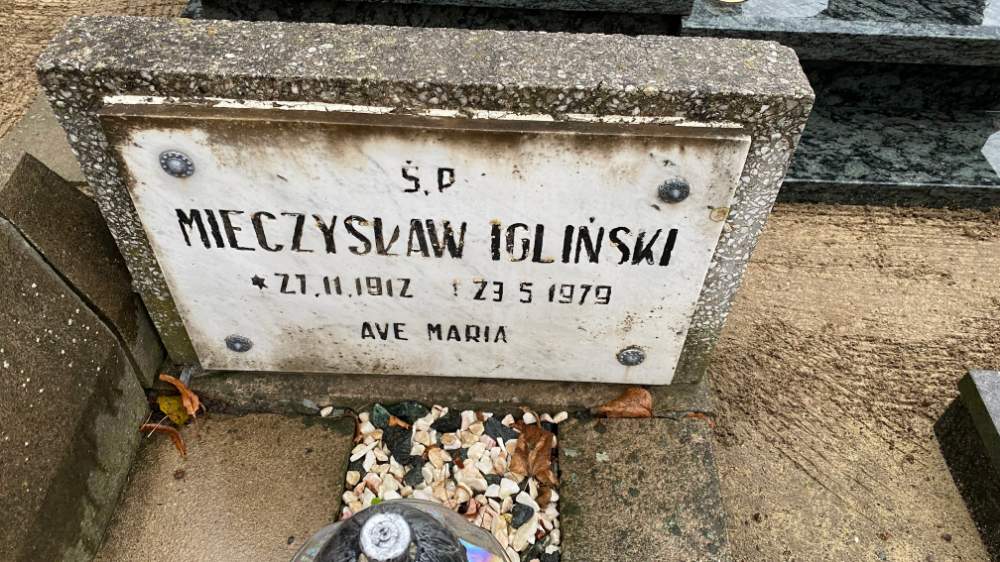 Ś.P
MIECZYSŁAW IGLIŃSKI
*27.11.1912 †23 5 1979
AVE MARIA